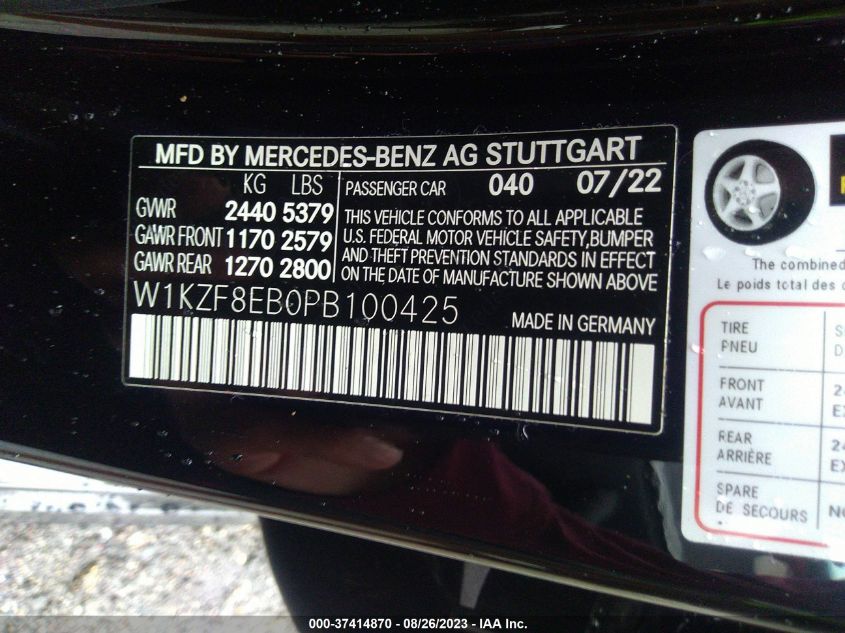 MFD BY MERCEDES-BENZ AG STUTTGART
KG LBS
GVWR 2440 5379
GAWR FRONT 1170 2579
GAWR REAR 1270 2800
PASSENGER CAR 040 07/22
THIS VEHICLE CONFORMS TO ALL APPLICABLE
U.S. FEDERAL MOTOR VEHICLE SAFETY,BUMPER
AND THEFT PREVENTION STANDARDS IN EFFECT
ON THE DATE OF MANUFACTURE SHOWN ABOVE
W1KZF8EB0PB100425
MADE IN GERMANY
The combined
Le poids total des
TIRE
PNEU
FRONT
AVANT
REAR
ARRIÈRE
SPARE
DE SECOURS
000-37414870 - 08/26/2023 - IAA Inc.